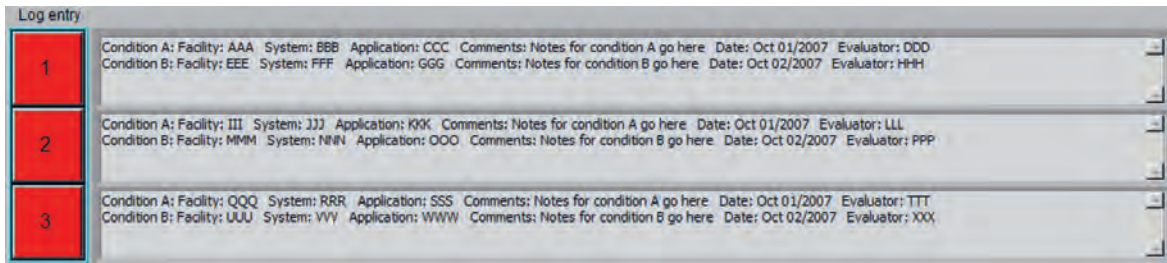 Log entry
1
Condition A: Facility: AAA System: BBB Application: CCC Comments: Notes for condition A go here Date: Oct 01/2007 Evaluator: DDD
Condition B: Facility: EEE System: FFF Application: GGG Comments: Notes for condition B go here Date: Oct 02/2007 Evaluator: HHH
2
Condition A: Facility: III System: JJJ Application: KKK Comments: Notes for condition A go here Date: Oct 01/2007 Evaluator: LLL
Condition B: Facility: MMM System: NNN Application: OOO Comments: Notes for condition B go here Date: Oct 02/2007 Evaluator: PPP
3
Condition A: Facility: QQQ System: RRR Application: SSS Comments: Notes for condition A go here Date: Oct 01/2007 Evaluator: TTT
Condition B: Facility: UUU System: VVV Application: WWW Comments: Notes for condition B go here Date: Oct 02/2007 Evaluator: XXX